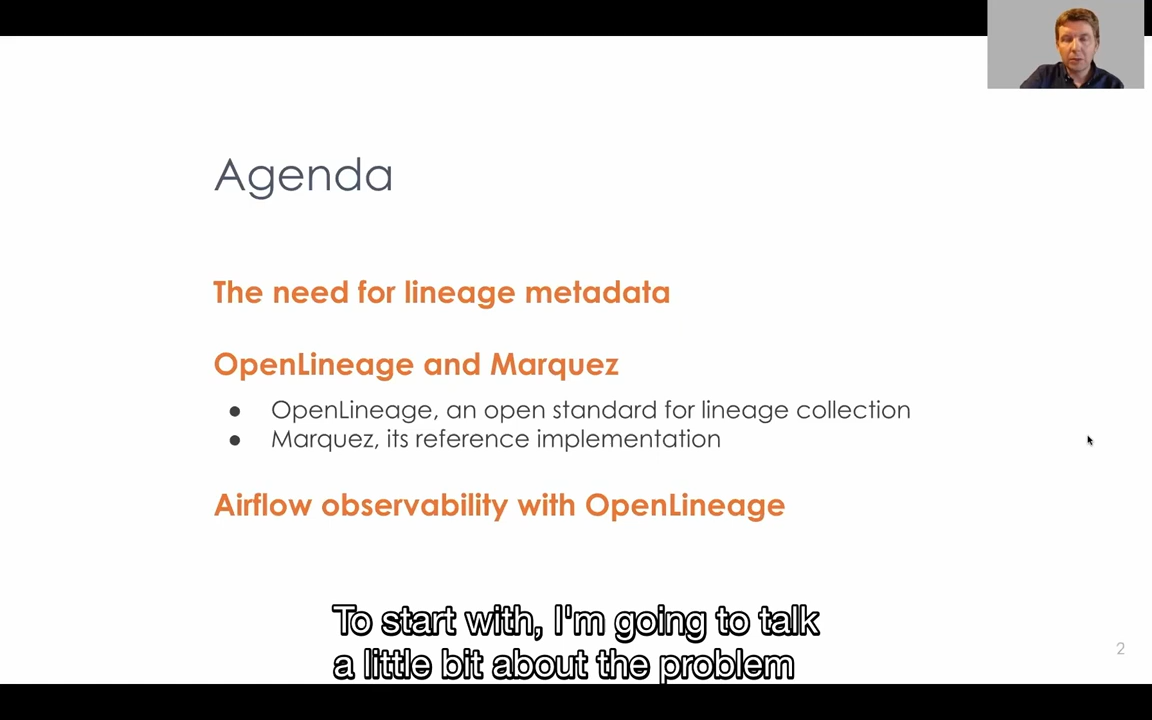 Agenda
The need for lineage metadata
OpenLineage and Marquez
● OpenLineage, an open standard for lineage collection
● Marquez, its reference implementation
Airflow observability with OpenLineage
To start with, I'm going to talk
a little bit about the problem
2